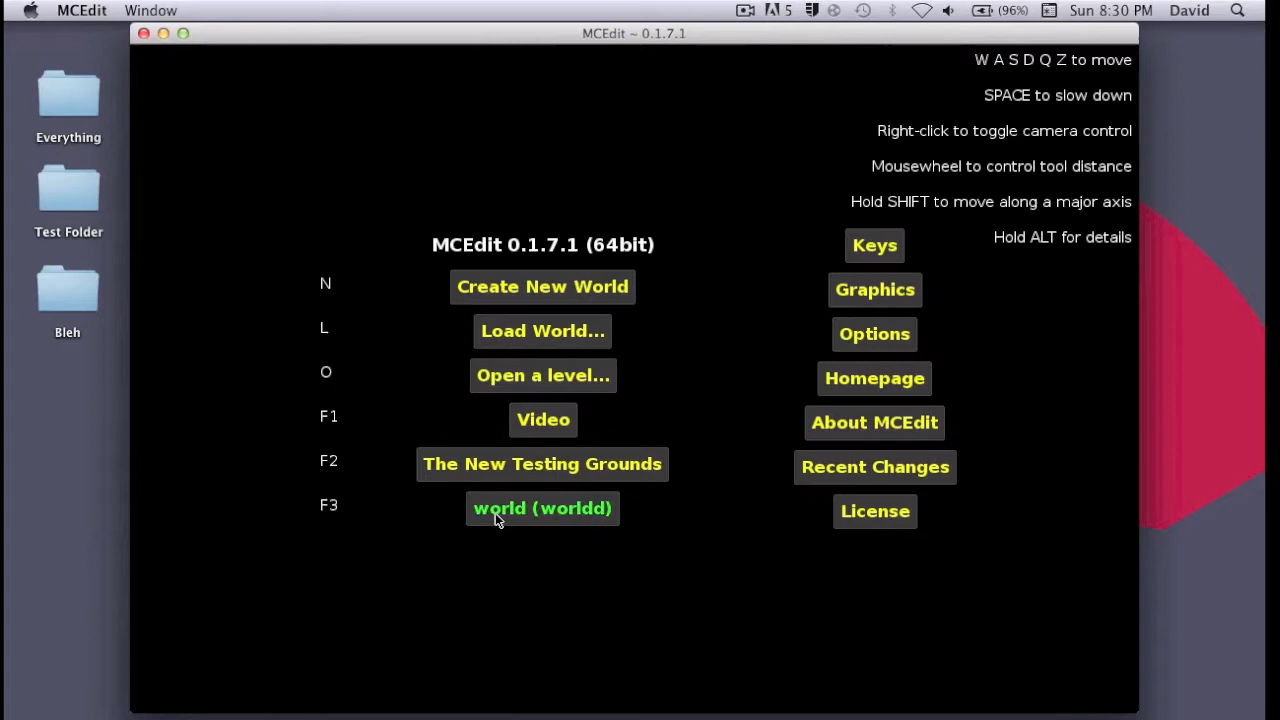 MCEdit Window
5 (96%) Sun 8:30 PM David
MCEdit ~ 0.1.7.1
W A S D Q Z to move
SPACE to slow down
Right-click to toggle camera control
Mousewheel to control tool distance
Hold SHIFT to move along a major axis
Hold ALT for details
Everything
Test Folder
Bleh
MCEdit 0.1.7.1 (64bit)
N Create New World
L Load World...
O Open a level...
F1 Video
F2 The New Testing Grounds
F3 world (worldd)
Keys
Graphics
Options
Homepage
About MCEdit
Recent Changes
License